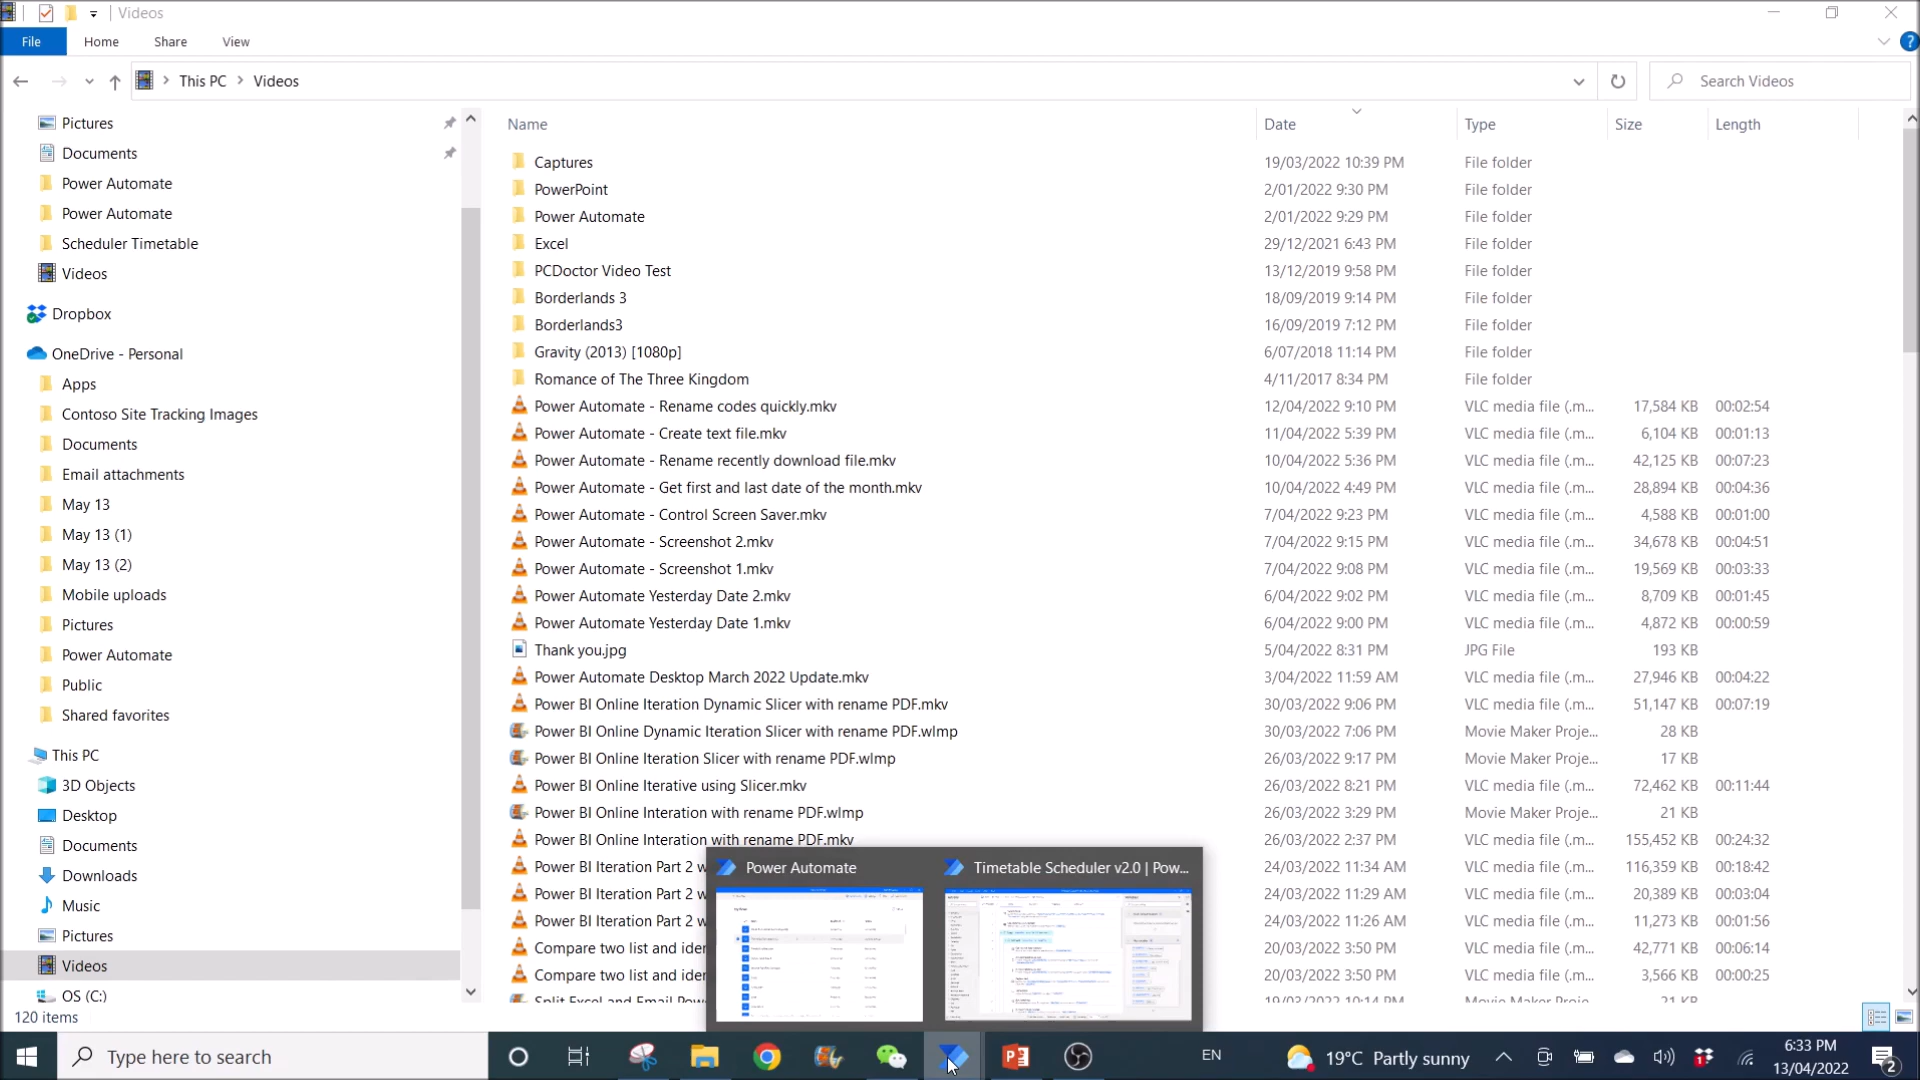 Videos
File
Home
Share
View
This PC
Videos
Search Videos
Pictures
Documents
Power Automate
Power Automate
Scheduler Timetable
Videos
Dropbox
OneDrive - Personal
Apps
Contoso Site Tracking Images
Documents
Email attachments
May 13
May 13 (1)
May 13 (2)
Mobile uploads
Pictures
Power Automate
Public
Shared favorites
This PC
3D Objects
Desktop
Documents
Downloads
Music
Pictures
Videos
OS (C:)
Name Date Type Size Length
Captures 19/03/2022 10:39 PM File folder
PowerPoint 2/01/2022 9:30 PM File folder
Power Automate 2/01/2022 9:29 PM File folder
Excel 29/12/2021 6:43 PM File folder
PCDoctor Video Test 13/12/2019 9:58 PM File folder
Borderlands 3 18/09/2019 9:14 PM File folder
Borderlands3 16/09/2019 7:12 PM File folder
Gravity (2013) [1080p] 6/07/2018 11:14 PM File folder
Romance of The Three Kingdom 4/11/2017 8:34 PM File folder
Power Automate - Rename codes quickly.mkv 12/04/2022 9:10 PM VLC media file (.m... 17,584 KB 00:02:54
Power Automate - Create text file.mkv 11/04/2022 5:39 PM VLC media file (.m... 6,104 KB 00:01:13
Power Automate - Rename recently download file.mkv 10/04/2022 5:36 PM VLC media file (.m... 42,125 KB 00:07:23
Power Automate - Get first and last date of the month.mkv 10/04/2022 4:49 PM VLC media file (.m... 28,894 KB 00:04:36
Power Automate - Control Screen Saver.mkv 7/04/2022 9:23 PM VLC media file (.m... 4,588 KB 00:01:00
Power Automate - Screenshot 2.mkv 7/04/2022 9:15 PM VLC media file (.m... 34,678 KB 00:04:51
Power Automate - Screenshot 1.mkv 7/04/2022 9:08 PM VLC media file (.m... 19,569 KB 00:03:33
Power Automate Yesterday Date 2.mkv 6/04/2022 9:02 PM VLC media file (.m... 8,709 KB 00:01:45
Power Automate Yesterday Date 1.mkv 6/04/2022 9:00 PM VLC media file (.m... 4,872 KB 00:00:59
Thank you.jpg 5/04/2022 8:31 PM JPG File 193 KB
Power Automate Desktop March 2022 Update.mkv 3/04/2022 11:59 AM VLC media file (.m... 27,946 KB 00:04:22
Power BI Online Iteration Dynamic Slicer with rename PDF.mkv 30/03/2022 9:06 PM VLC media file (.m... 51,147 KB 00:07:19
Power BI Online Dynamic Iteration Slicer with rename PDF.wlmp 30/03/2022 7:06 PM Movie Maker Proje... 28 KB
Power BI Online Iteration Slicer with rename PDF.wlmp 26/03/2022 9:17 PM Movie Maker Proje... 17 KB
Power BI Online Iterative using Slicer.mkv 26/03/2022 8:21 PM VLC media file (.m... 72,462 KB 00:11:44
Power BI Online Interation with rename PDF.wlmp 26/03/2022 3:29 PM Movie Maker Proje... 21 KB
Power BI Online Interation with rename PDF.mkv 26/03/2022 2:37 PM VLC media file (.m... 155,452 KB 00:24:32
Power BI Iteration Part 2 w 24/03/2022 11:34 AM VLC media file (.m... 116,359 KB 00:18:42
Power BI Iteration Part 2 w 24/03/2022 11:29 AM VLC media file (.m... 20,389 KB 00:03:04
Power BI Iteration Part 2 w 24/03/2022 11:26 AM VLC media file (.m... 11,273 KB 00:01:56
Compare two list and iden 20/03/2022 3:50 PM VLC media file (.m... 42,771 KB 00:06:14
Compare two list and iden 20/03/2022 3:50 PM VLC media file (.m... 3,566 KB 00:00:25
Split Excel and Email Pow 19/03/2022 10:14 PM Movie Maker Proje... 21 KB
Power Automate
Timetable Scheduler v2.0 | Pow...
120 items
Type here to search
EN
19°C Partly sunny
6:33 PM
13/04/2022
2